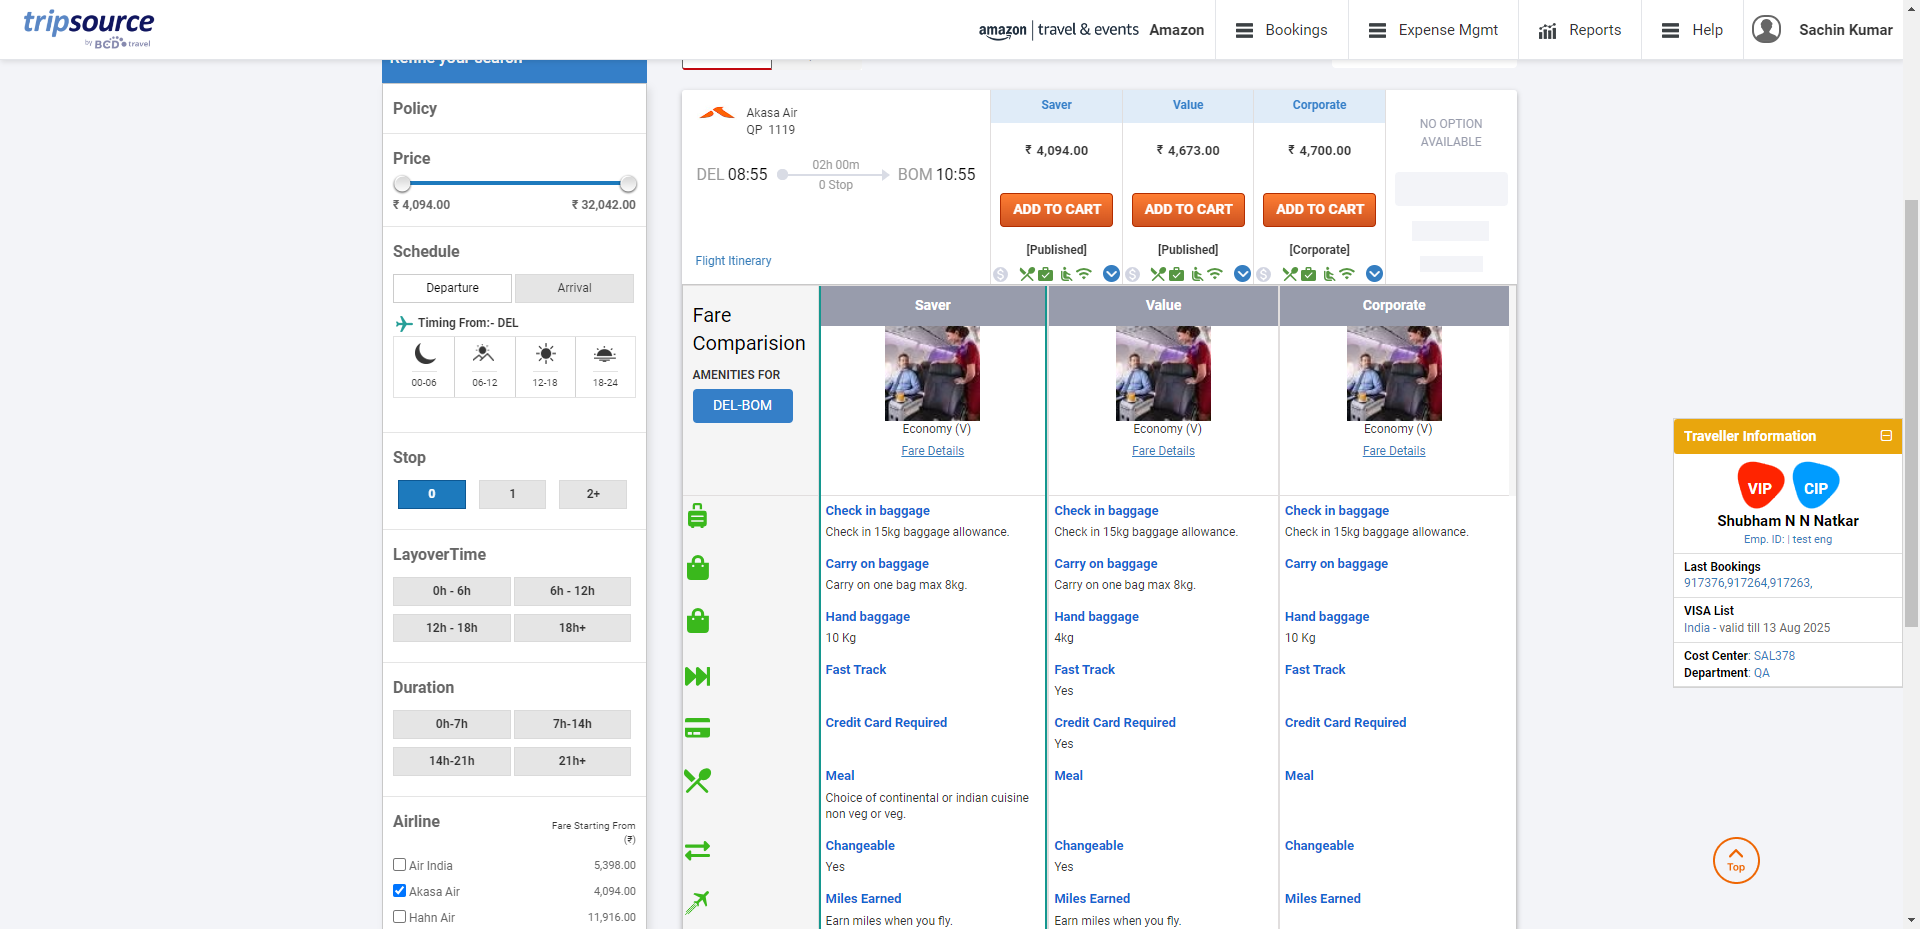 tripsource
by BCD travel
amazon travel & events Amazon
Bookings
Expense Mgmt
Reports
Help
Sachin Kumar
Refine your search
Policy
Price
₹ 4,094.00 ₹ 32,042.00
Schedule
Departure Arrival
Timing From:- DEL
00-06 06-12 12-18 18-24
Stop
0 1 2+
LayoverTime
0h - 6h 6h - 12h
12h - 18h 18h+
Duration
0h-7h 7h-14h
14h-21h 21h+
Airline Fare Starting From
(₹)
Air India 5,398.00
Akasa Air 4,094.00
Hahn Air 11,916.00
Akasa Air
QP 1119
DEL 08:55 02h 00m BOM 10:55
0 Stop
Flight Itinerary
Saver Value Corporate
₹ 4,094.00 ₹ 4,673.00 ₹ 4,700.00
ADD TO CART ADD TO CART ADD TO CART
[Published] [Published] [Corporate]
NO OPTION
AVAILABLE
Fare
Comparision
AMENITIES FOR
DEL-BOM
Saver Value Corporate
Economy (V) Economy (V) Economy (V)
Fare Details Fare Details Fare Details
Check in baggage Check in baggage Check in baggage
Check in 15kg baggage allowance. Check in 15kg baggage allowance. Check in 15kg baggage allowance.
Carry on baggage Carry on baggage Carry on baggage
Carry on one bag max 8kg. Carry on one bag max 8kg.
Hand baggage Hand baggage Hand baggage
10 Kg 4kg 10 Kg
Fast Track Fast Track Fast Track
Yes
Credit Card Required Credit Card Required Credit Card Required
Yes
Meal Meal Meal
Choice of continental or indian cuisine
non veg or veg.
Changeable Changeable Changeable
Yes Yes
Miles Earned Miles Earned Miles Earned
Earn miles when you fly. Earn miles when you fly.
Traveller Information
VIP CIP
Shubham N N Natkar
Emp. ID: | test eng
Last Bookings
917376,917264,917263,
VISA List
India - valid till 13 Aug 2025
Cost Center: SAL378
Department: QA
Top